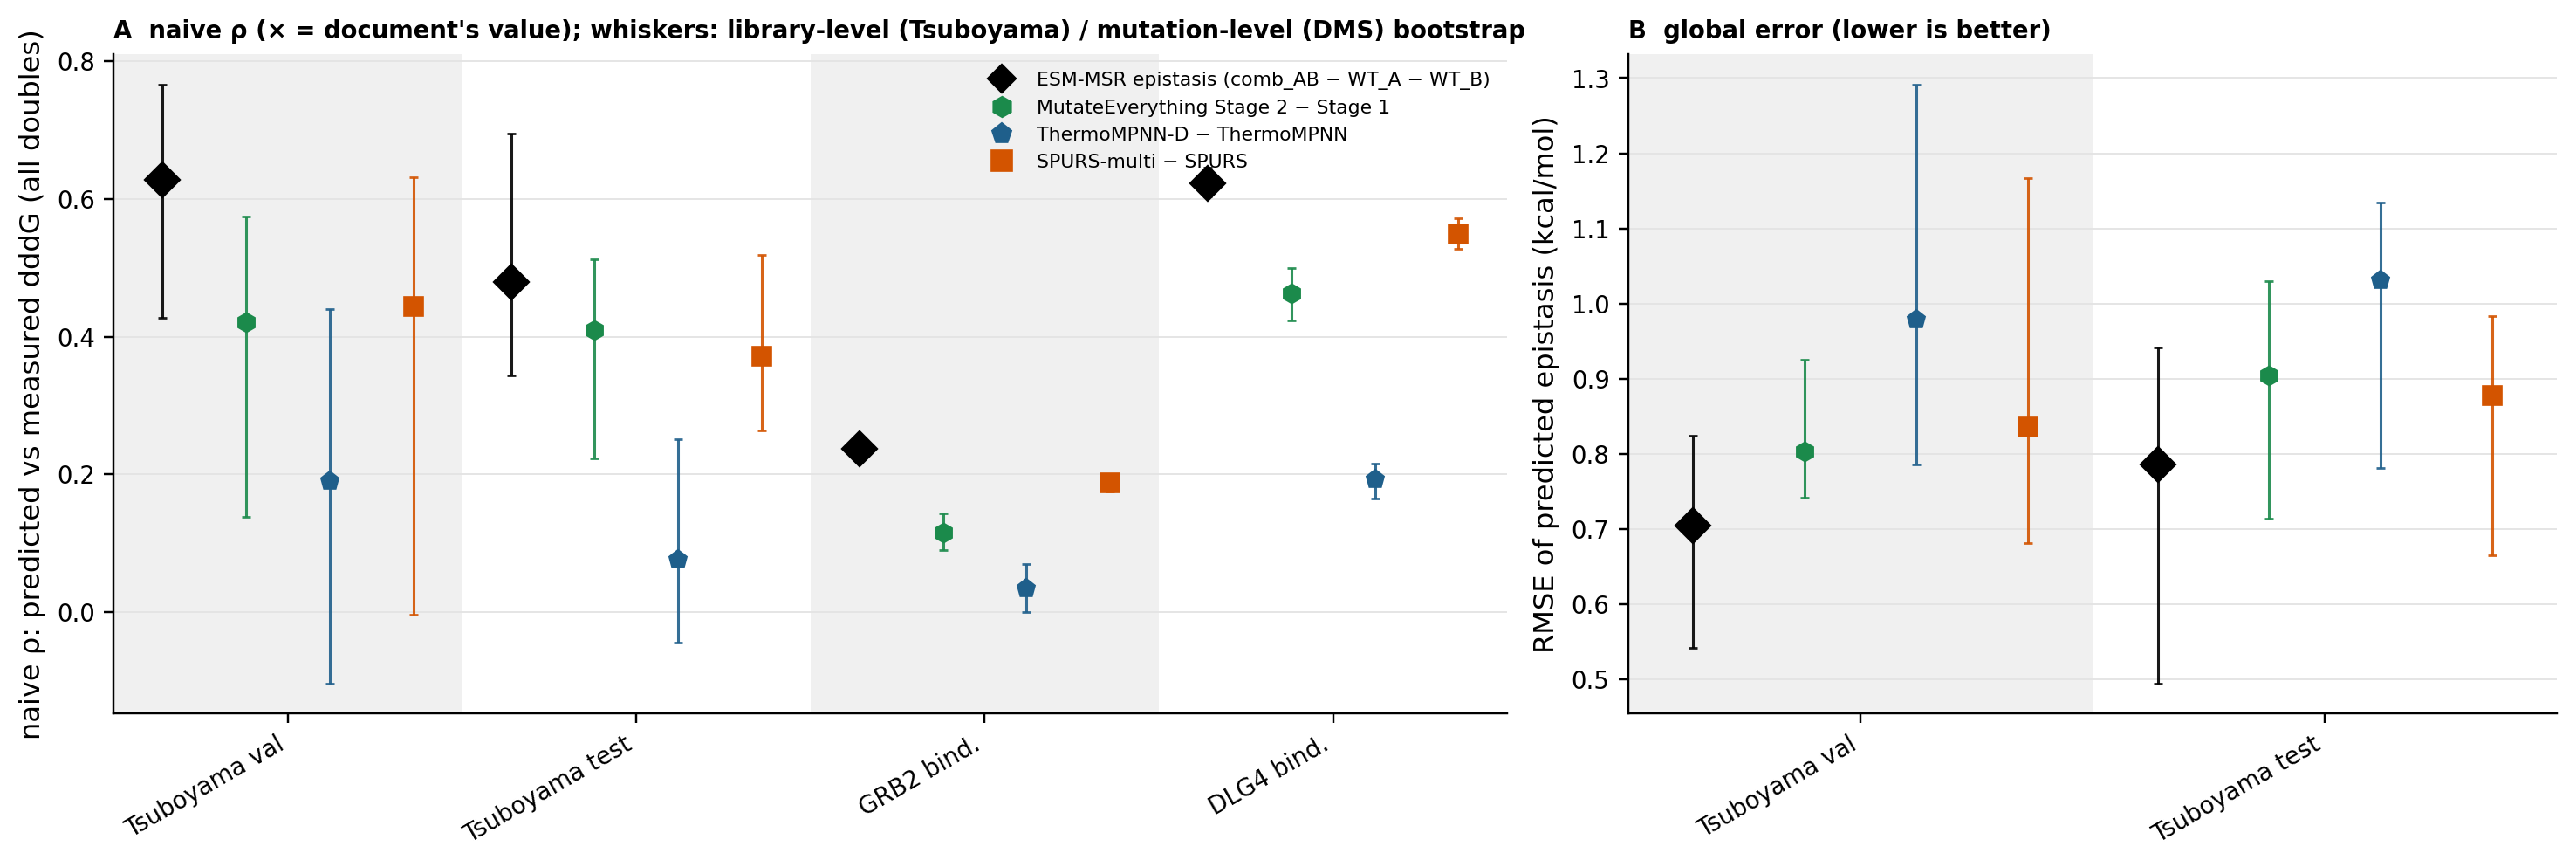 A  naive ρ (× = document's value); whiskers: library-level (Tsuboyama) / mutation-level (DMS) bootstrap
naive ρ: predicted vs measured dddG (all doubles)
0.8
0.6
0.4
0.2
0.0
ESM-MSR epistasis (comb_AB − WT_A − WT_B)
MutateEverything Stage 2 − Stage 1
ThermoMPNN-D − ThermoMPNN
SPURS-multi − SPURS
Tsuboyama val
Tsuboyama test
GRB2 bind.
DLG4 bind.
B  global error (lower is better)
RMSE of predicted epistasis (kcal/mol)
1.3
1.2
1.1
1.0
0.9
0.8
0.7
0.6
0.5
Tsuboyama val
Tsuboyama test